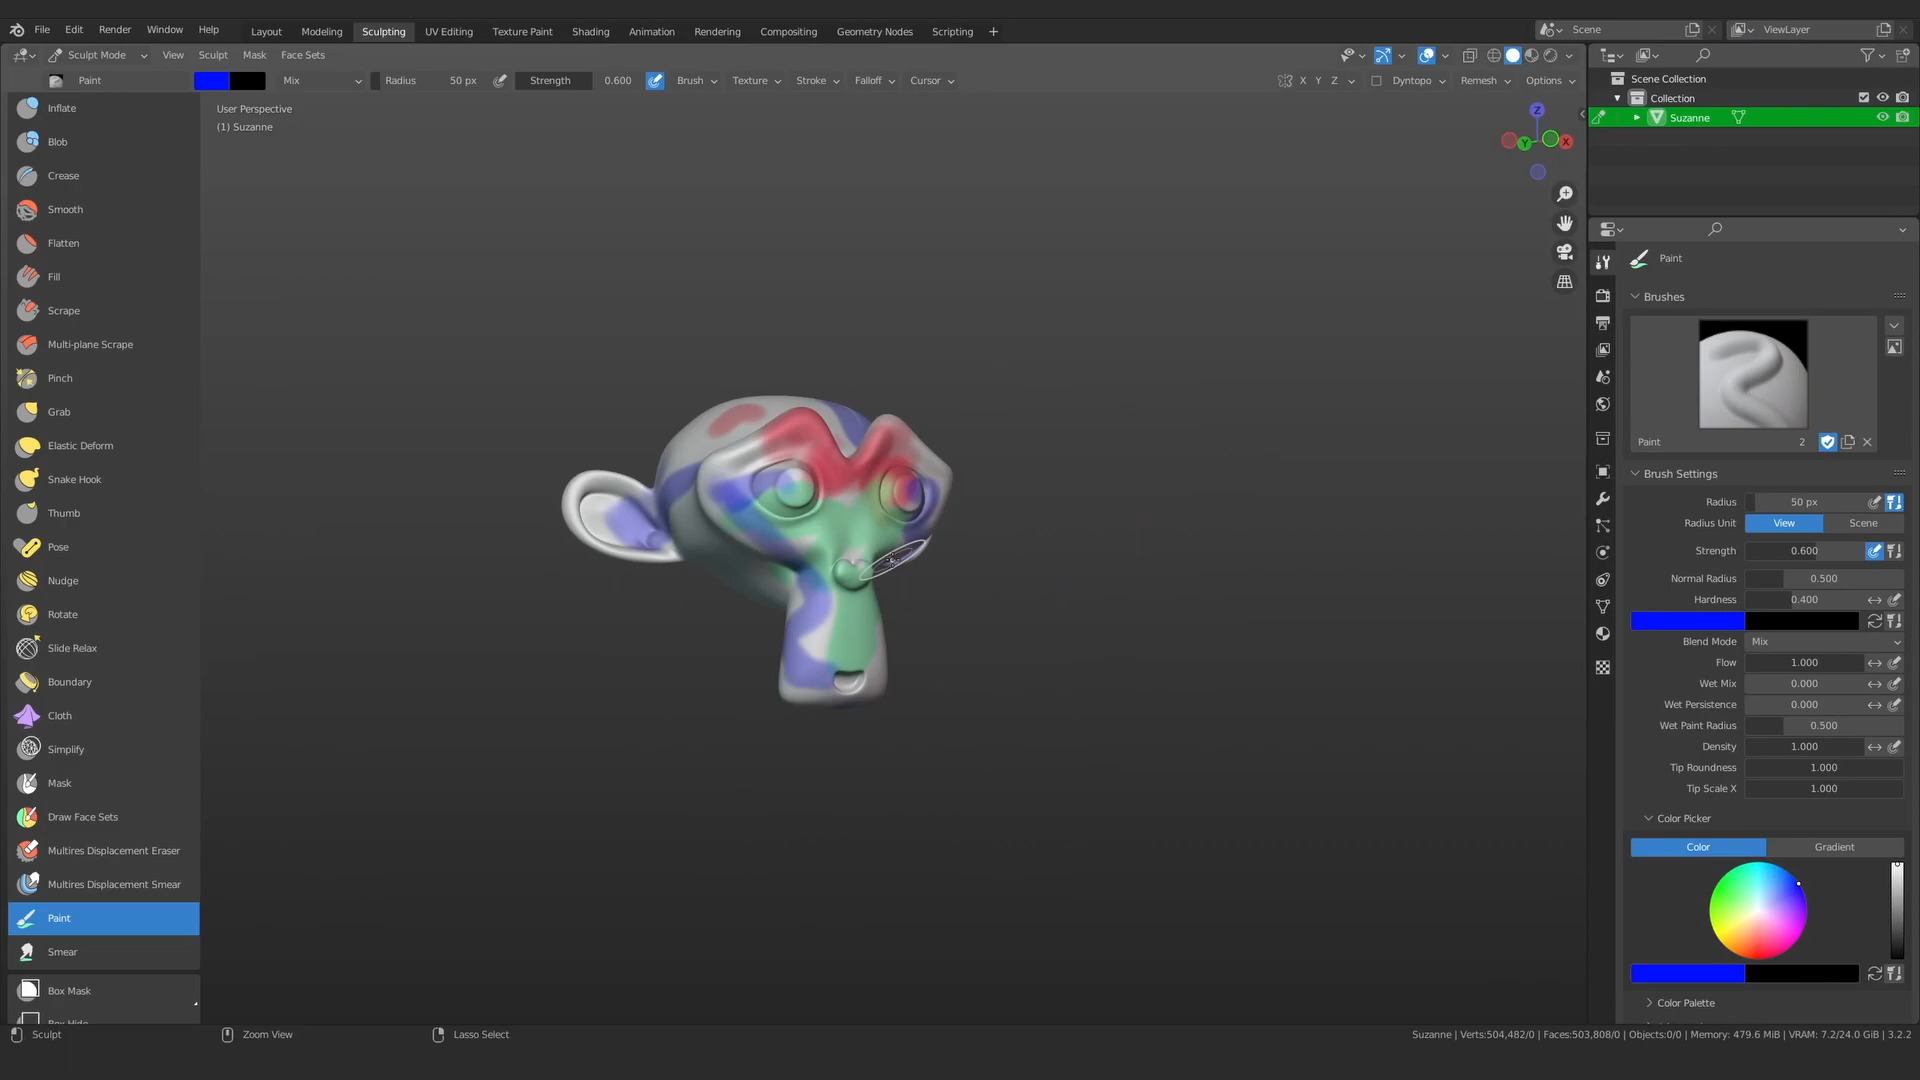 File Edit Render Window Help Layout Modeling Sculpting UV Editing Texture Paint Shading Animation Rendering Compositing Geometry Nodes Scripting + Scene ViewLayer
Sculpt Mode View Sculpt Mask Face Sets
Paint Mix Radius 50 px Strength 0.600 Brush Texture Stroke Falloff Cursor X Y Z Dyntopo Remesh Options
User Perspective
(1) Suzanne
Inflate
Blob
Crease
Smooth
Flatten
Fill
Scrape
Multi-plane Scrape
Pinch
Grab
Elastic Deform
Snake Hook
Thumb
Pose
Nudge
Rotate
Slide Relax
Boundary
Cloth
Simplify
Mask
Draw Face Sets
Multires Displacement Eraser
Multires Displacement Smear
Paint
Smear
Box Mask
Box Hide
Z
Y X
Scene Collection
Collection
Suzanne
Paint
Brushes
Paint 2
Brush Settings
Radius 50 px
Radius Unit View Scene
Strength 0.600
Normal Radius 0.500
Hardness 0.400
Blend Mode Mix
Flow 1.000
Wet Mix 0.000
Wet Persistence 0.000
Wet Paint Radius 0.500
Density 1.000
Tip Roundness 1.000
Tip Scale X 1.000
Color Picker
Color Gradient
Color Palette
Sculpt Zoom View Lasso Select Suzanne | Verts:504,482/0 | Faces:503,808/0 | Objects:0/0 | Memory: 479.6 MiB | VRAM: 7.2/24.0 GiB | 3.2.2